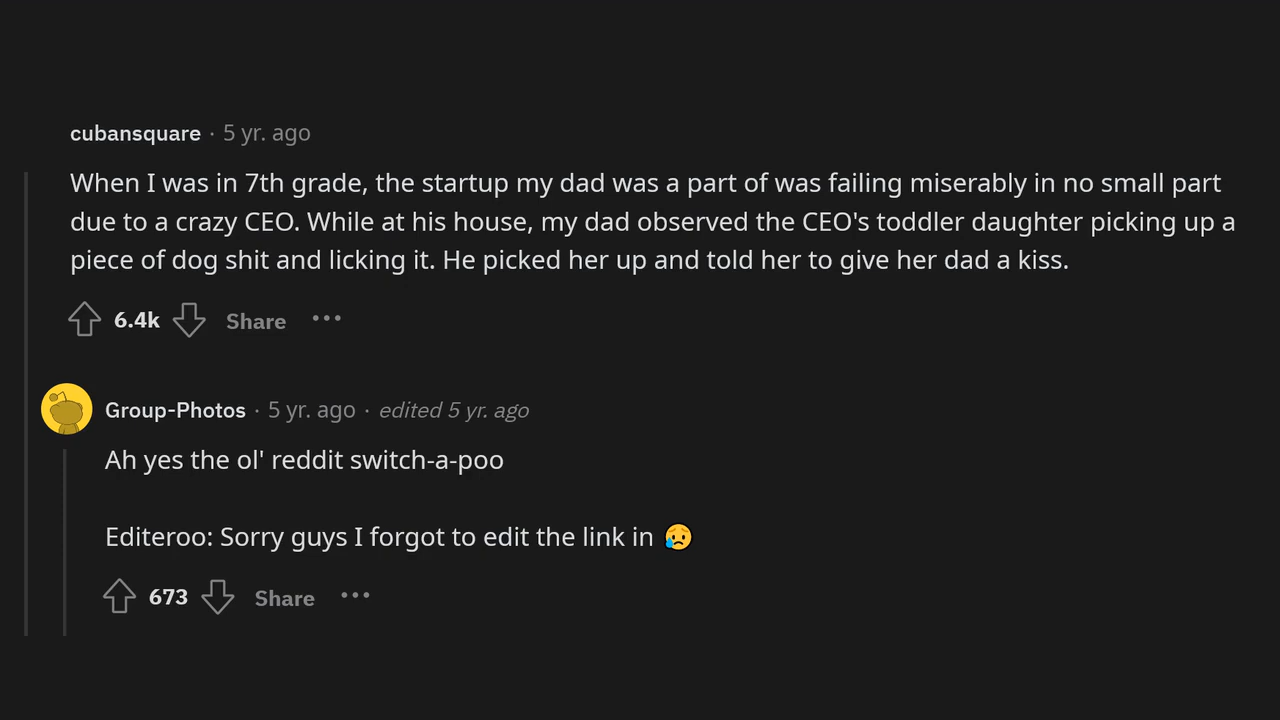 cubansquare · 5 yr. ago
When I was in 7th grade, the startup my dad was a part of was failing miserably in no small part
due to a crazy CEO. While at his house, my dad observed the CEO's toddler daughter picking up a
piece of dog shit and licking it. He picked her up and told her to give her dad a kiss.
6.4k Share ···
Group-Photos · 5 yr. ago · edited 5 yr. ago
Ah yes the ol' reddit switch-a-poo
Editeroo: Sorry guys I forgot to edit the link in 😥
673 Share ···